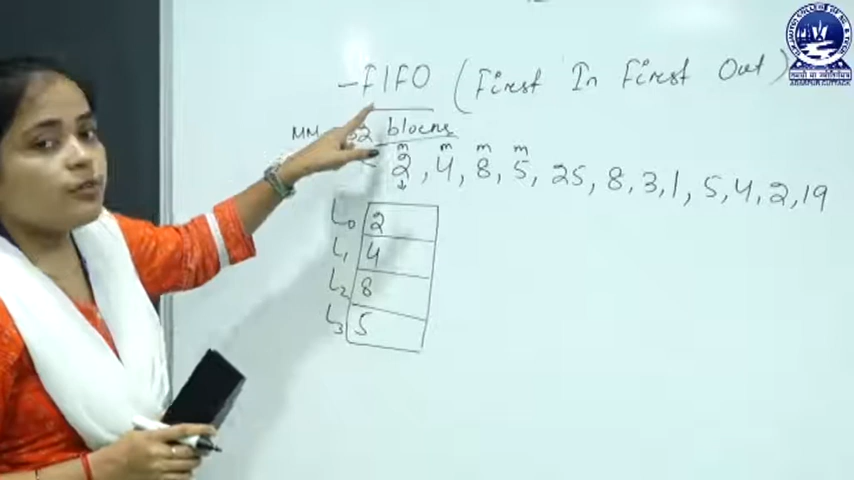 - FIFO (First In First Out)
MM 32 blocks
m m m m
2, 4, 8, 5, 25, 8, 3, 1, 5, 4, 2, 19
L0 2
L1 4
L2 8
L3 5